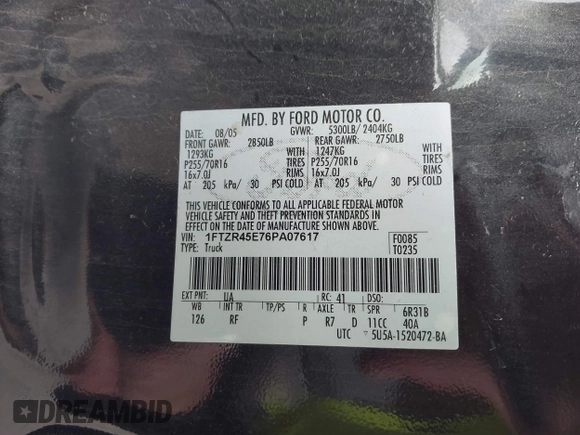 MFD. BY FORD MOTOR CO.
DATE: 08/05 GVWR: 5300LB/ 2404KG
FRONT GAWR: 2850LB REAR GAWR: 2750LB
1293KG WITH 1247KG WITH
P255/70R16 TIRES P255/70R16 TIRES
16x7.0J RIMS 16x7.0J RIMS
AT 205 kPa/ 30 PSI COLD AT 205 kPa/ 30 PSI COLD
THIS VEHICLE CONFORMS TO ALL APPLICABLE FEDERAL MOTOR
VEHICLE SAFETY AND THEFT PREVENTION STANDARDS IN
EFFECT ON THE DATE OF MANUFACTURE SHOWN ABOVE.
VIN: 1FTZR45E76PA07617 F0085
TYPE: Truck T0235
EXT PNT: UA RC: 41 DSO:
WB INT TR TP/PS R AXLE TR SPR 6R31B
126 RF P R7 D 11CC 40A
UTC 5U5A-1520472-BA
DREAMBID